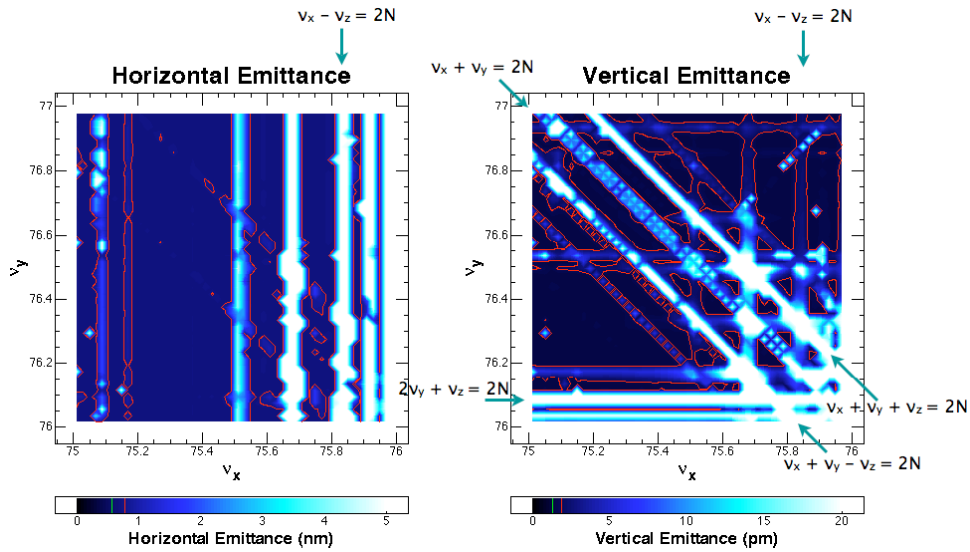 νx − νz = 2N
νx − νz = 2N
Horizontal Emittance
νx + νy = 2N
Vertical Emittance
77
76.8
76.6
76.4
76.2
76
νy
75
75.2
75.4
75.6
75.8
76
νx
77
76.8
76.6
76.4
76.2
76
νy
2νy + νz = 2N
75
75.2
75.4
75.6
75.8
76
νx
νx + νy + νz = 2N
νx + νy − νz = 2N
0 1 2 3 4 5
Horizontal Emittance (nm)
0 5 10 15 20
Vertical Emittance (pm)